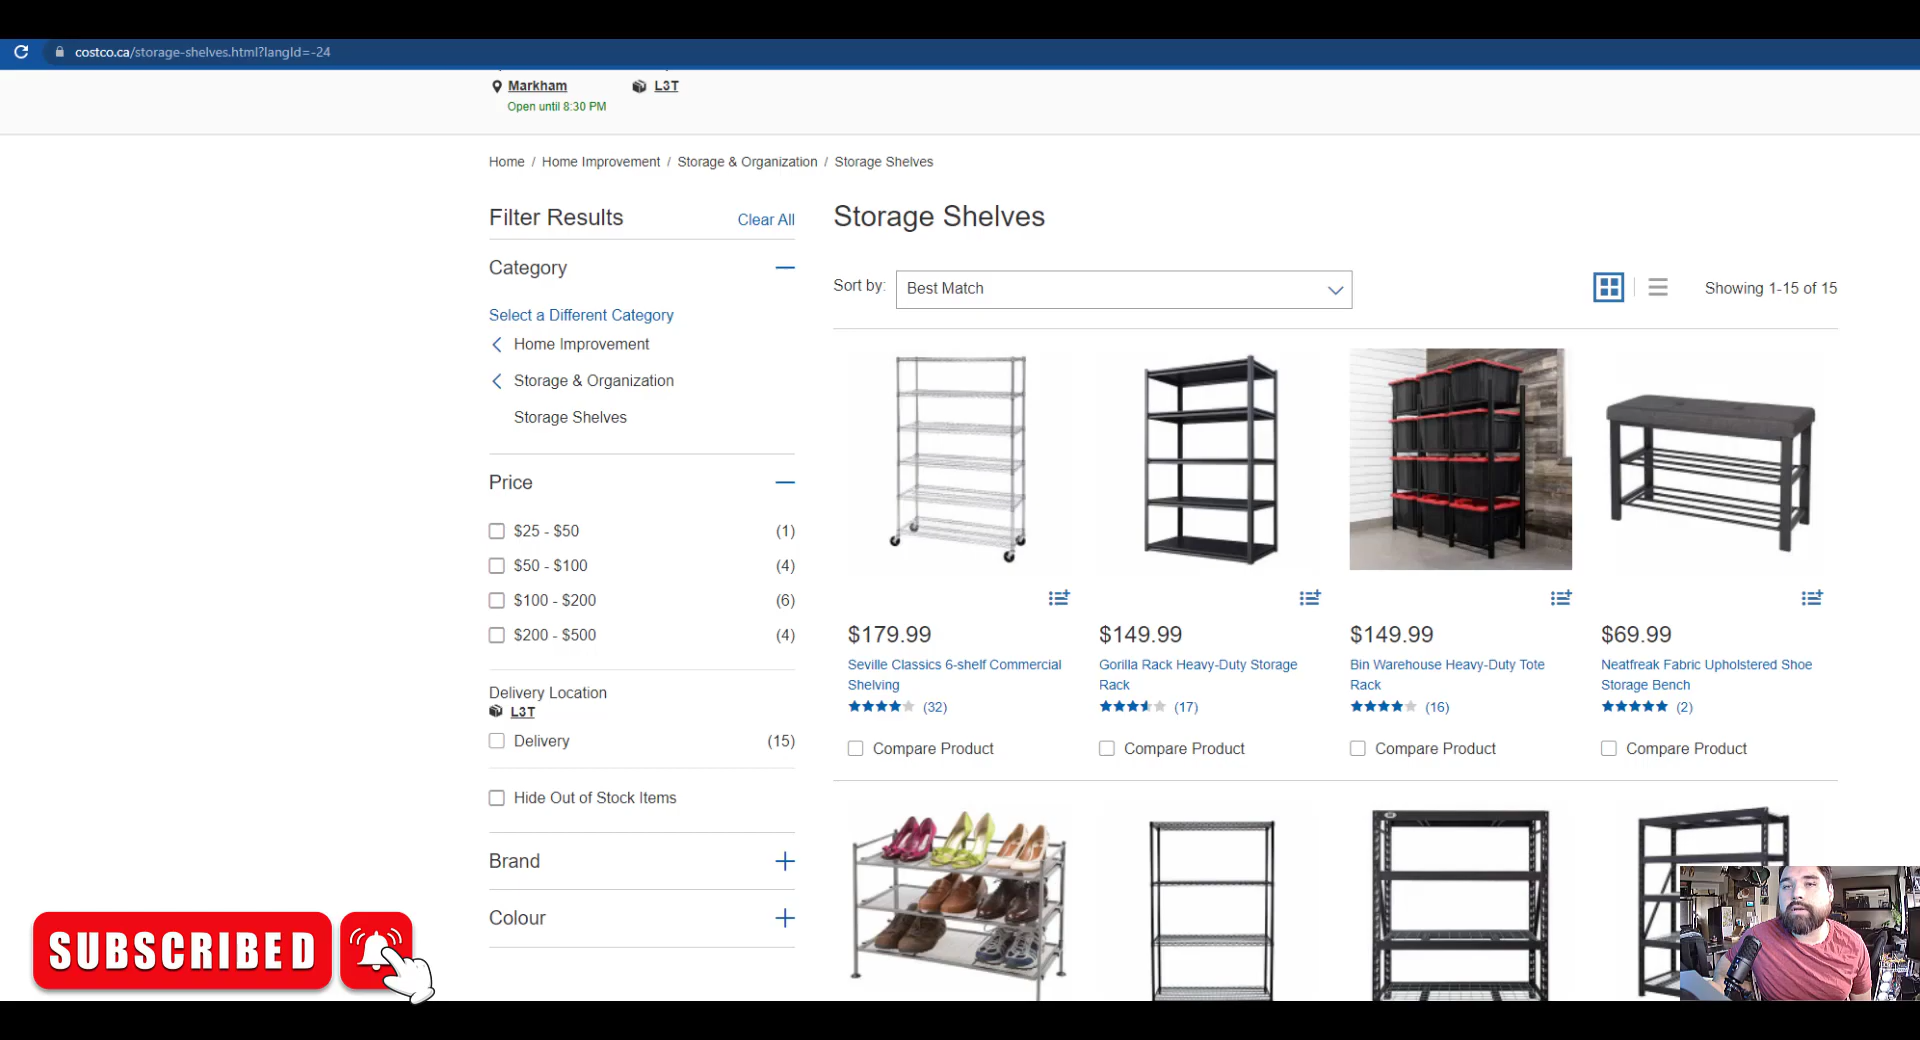 costco.ca/storage-shelves.html?langId=-24
Markham
L3T
Open until 8:30 PM
Home / Home Improvement / Storage & Organization / Storage Shelves
Filter Results
Clear All
Category
Select a Different Category
Home Improvement
Storage & Organization
Storage Shelves
Price
$25 - $50 (1)
$50 - $100 (4)
$100 - $200 (6)
$200 - $500 (4)
Delivery Location
L3T
Delivery (15)
Hide Out of Stock Items
Brand
Colour
Storage Shelves
Sort by: Best Match
Showing 1-15 of 15
$179.99
Seville Classics 6-shelf Commercial
Shelving
(32)
Compare Product
$149.99
Gorilla Rack Heavy-Duty Storage
Rack
(17)
Compare Product
$149.99
Bin Warehouse Heavy-Duty Tote
Rack
(16)
Compare Product
$69.99
Neatfreak Fabric Upholstered Shoe
Storage Bench
(2)
Compare Product
SUBSCRIBED